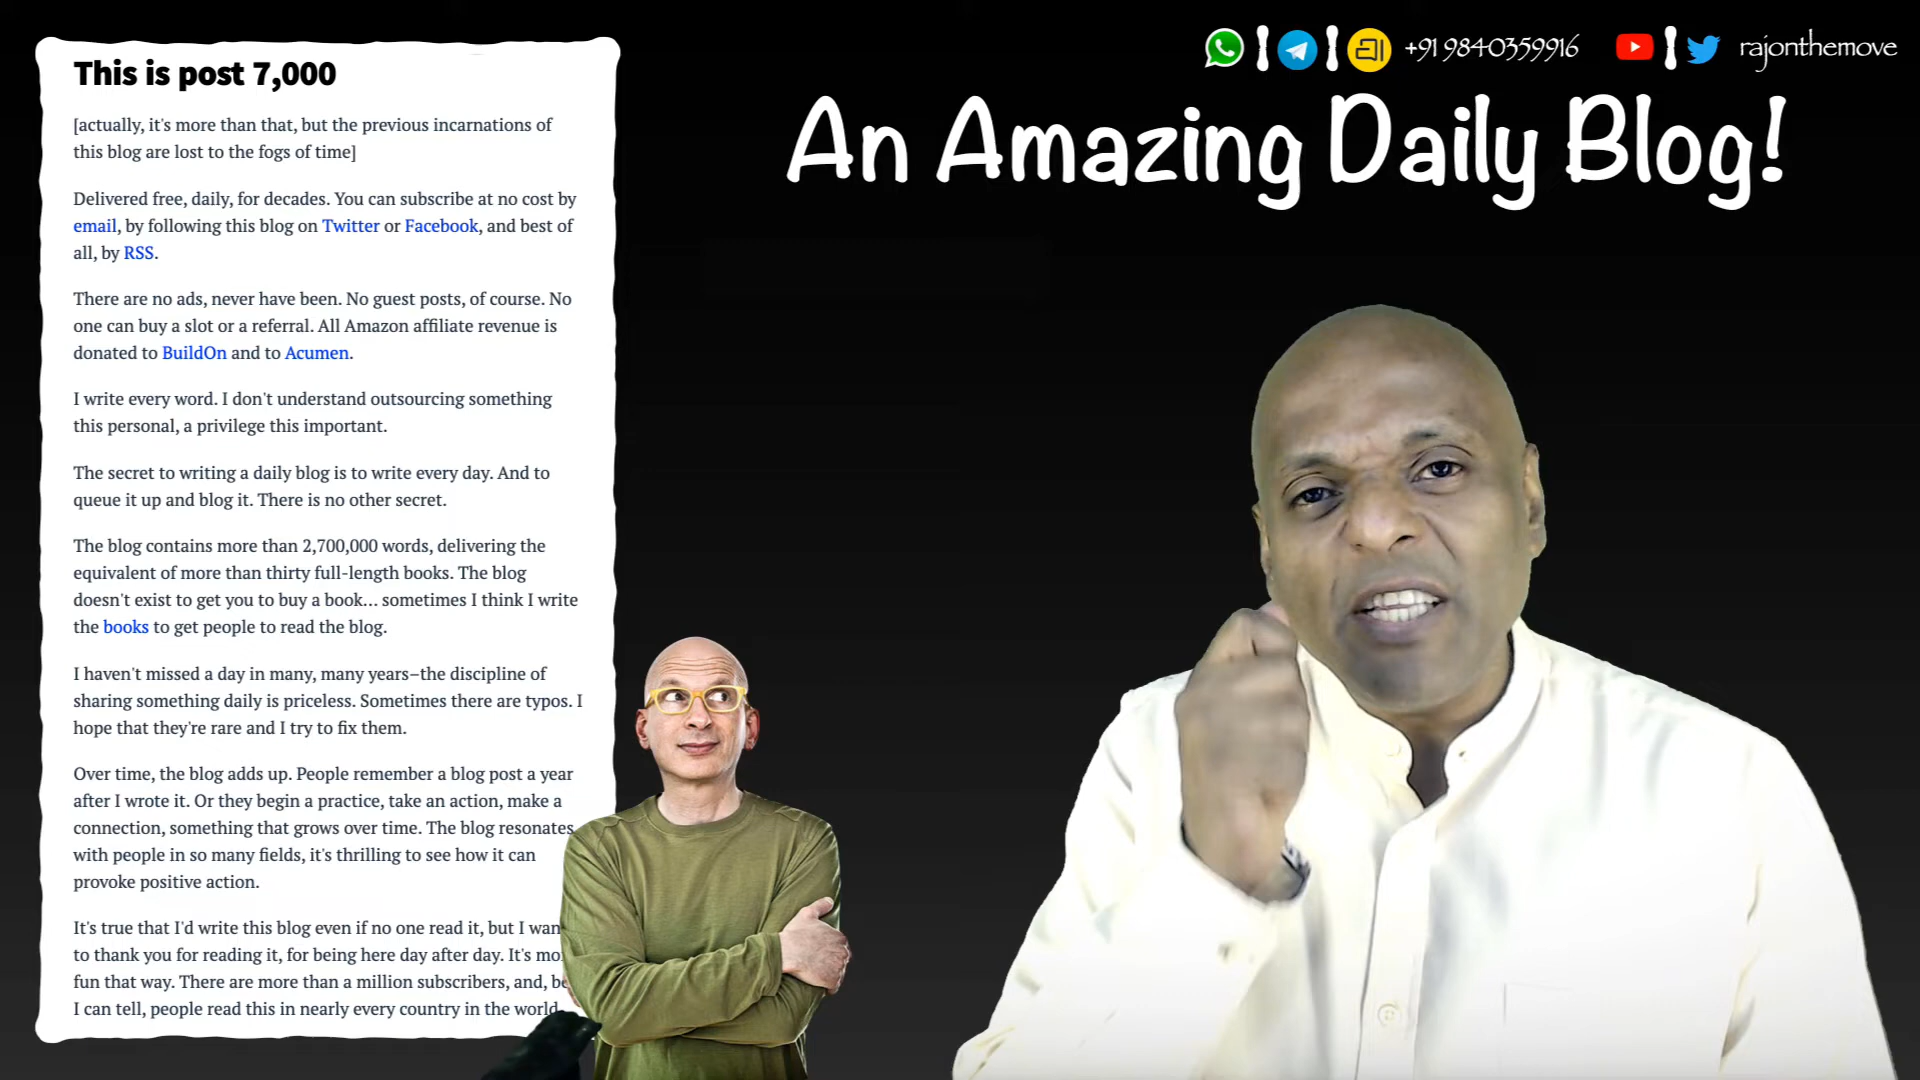 This is post 7,000
[actually, it's more than that, but the previous incarnations of
this blog are lost to the fogs of time]
Delivered free, daily, for decades. You can subscribe at no cost by
email, by following this blog on Twitter or Facebook, and best of
all, by RSS.
There are no ads, never have been. No guest posts, of course. No
one can buy a slot or a referral. All Amazon affiliate revenue is
donated to BuildOn and to Acumen.
I write every word. I don't understand outsourcing something
this personal, a privilege this important.
The secret to writing a daily blog is to write every day. And to
queue it up and blog it. There is no other secret.
The blog contains more than 2,700,000 words, delivering the
equivalent of more than thirty full-length books. The blog
doesn't exist to get you to buy a book... sometimes I think I write
the books to get people to read the blog.
I haven't missed a day in many, many years–the discipline of
sharing something daily is priceless. Sometimes there are typos. I
hope that they're rare and I try to fix them.
Over time, the blog adds up. People remember a blog post a year
after I wrote it. Or they begin a practice, take an action, make a
connection, something that grows over time. The blog resonates
with people in so many fields, it's thrilling to see how it can
provoke positive action.
It's true that I'd write this blog even if no one read it, but I
to thank you for reading it, for being here day after day. It's
fun that way. There are more than a million subscribers, and,
I can tell, people read this in nearly every country in the world
+91 9840359916 rajonthemove
An Amazing Daily Blog!